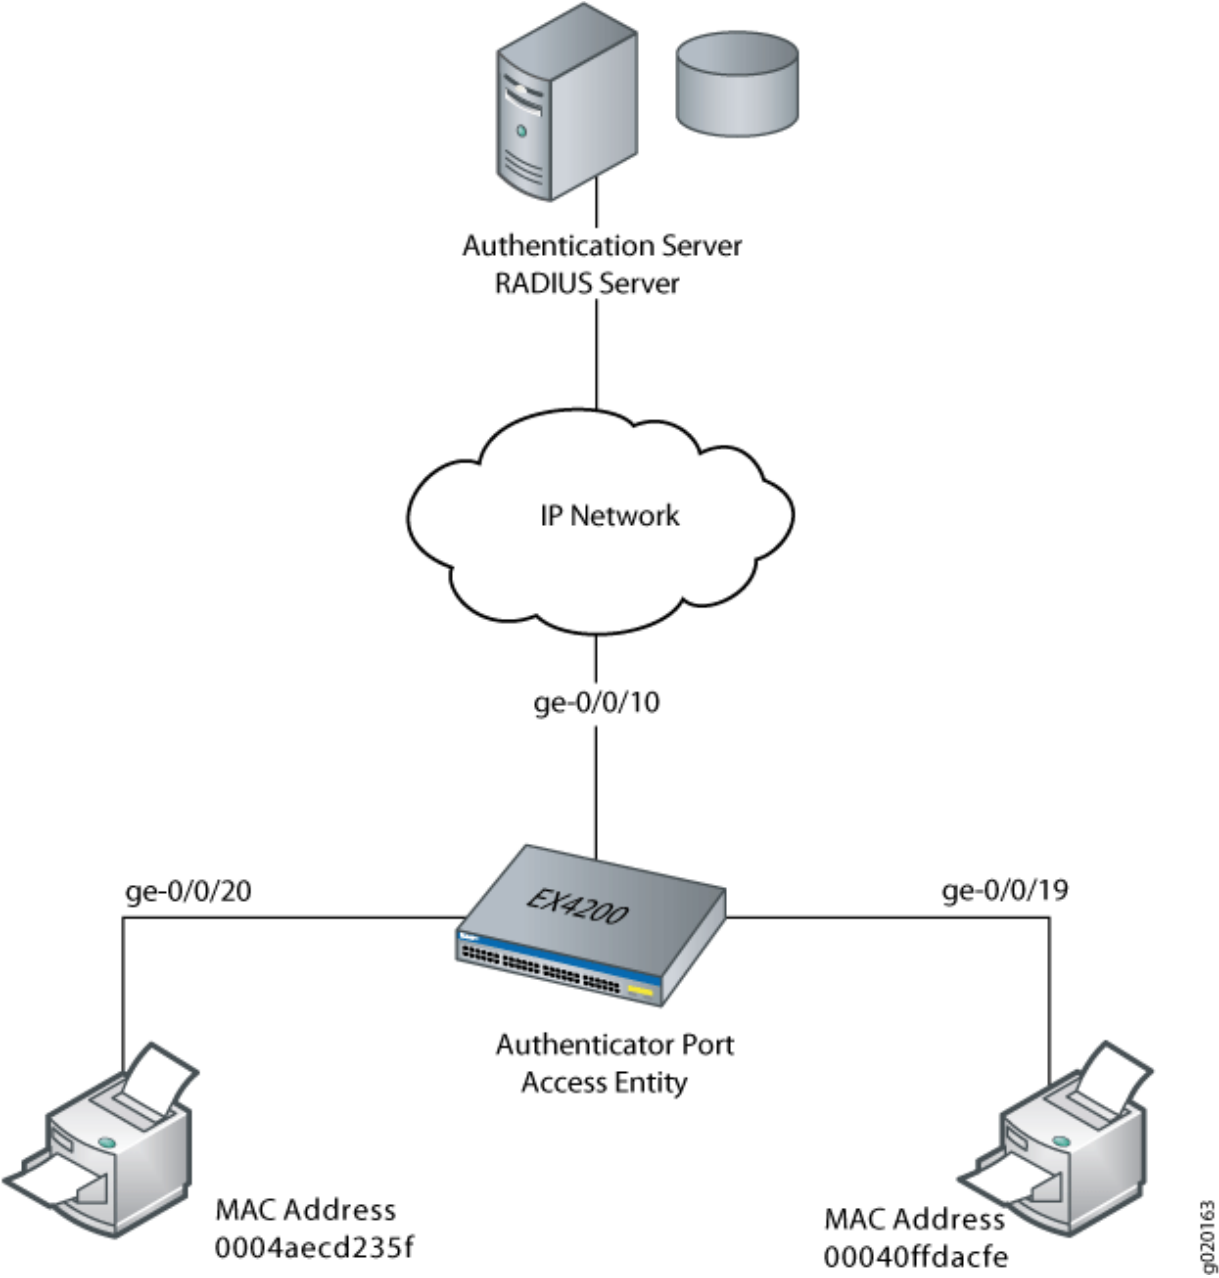 Authentication Server
RADIUS Server
IP Network
ge-0/0/10
ge-0/0/20
EX4200
ge-0/0/19
Authenticator Port
Access Entity
MAC Address
0004aecd235f
MAC Address
00040ffdacfe
g020163